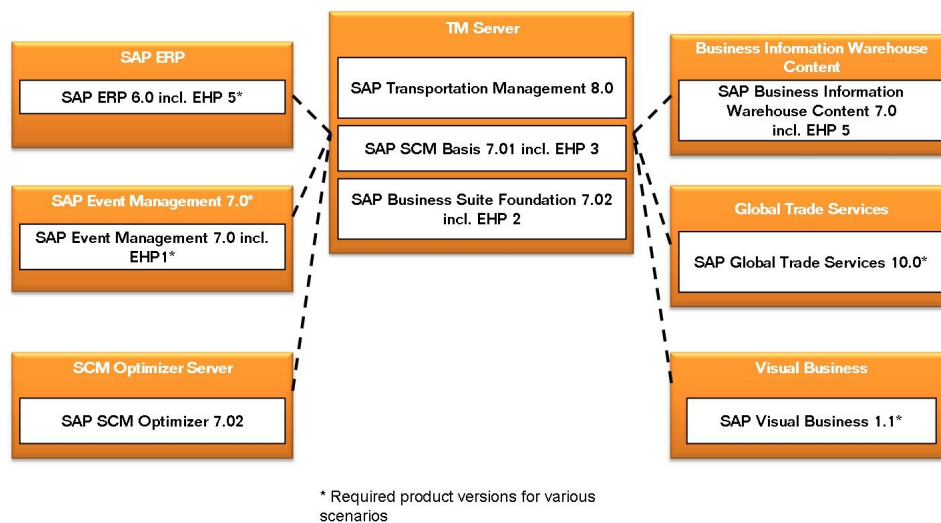 SAP ERP
SAP ERP 6.0 incl. EHP 5*
SAP Event Management 7.0*
SAP Event Management 7.0 incl.
EHP1*
SCM Optimizer Server
SAP SCM Optimizer 7.02
TM Server
SAP Transportation Management 8.0
SAP SCM Basis 7.01 incl. EHP 3
SAP Business Suite Foundation 7.02
incl. EHP 2
Business Information Warehouse
Content
SAP Business Information
Warehouse Content 7.0
incl. EHP 5
Global Trade Services
SAP Global Trade Services 10.0*
Visual Business
SAP Visual Business 1.1*
* Required product versions for various
scenarios